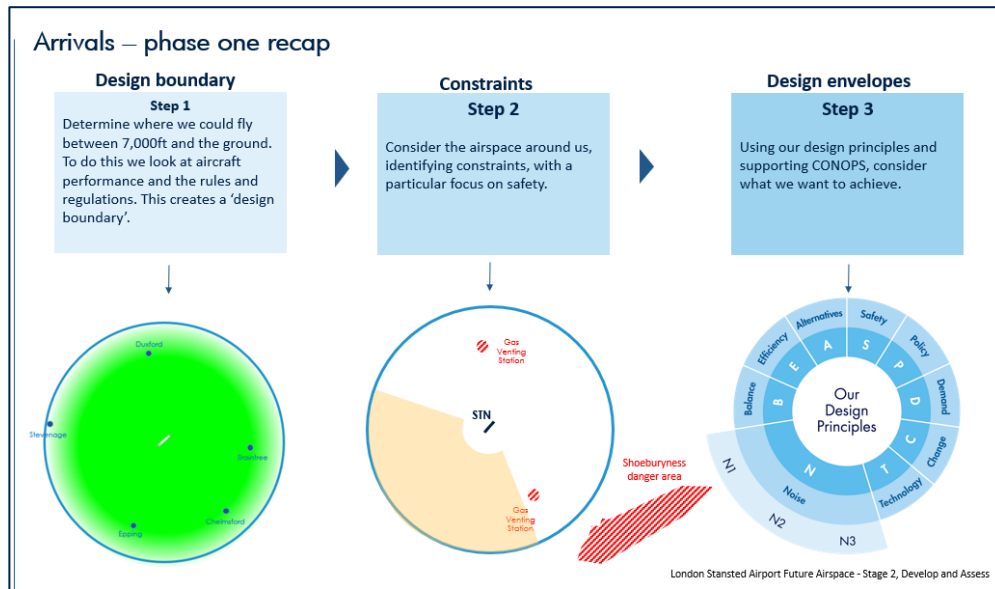 Arrivals – phase one recap
Design boundary
Step 1
Determine where we could fly
between 7,000ft and the ground.
To do this we look at aircraft
performance and the rules and
regulations. This creates a ‘design
boundary’.
Constraints
Step 2
Consider the airspace around us,
identifying constraints, with a
particular focus on safety.
Design envelopes
Step 3
Using our design principles and
supporting CONOPS, consider
what we want to achieve.
Duxford
Stevenage
Braintree
Chelmsford
Epping
Gas
Venting
Station
STN
Gas
Venting
Station
Shoeburyness
danger area
Balance
Efficiency
Alternatives
Safety
Policy
Demand
Change
Technology
Noise
B
E
A
S
P
D
C
T
N
Our
Design
Principles
N1
N2
N3
London Stansted Airport Future Airspace - Stage 2, Develop and Assess